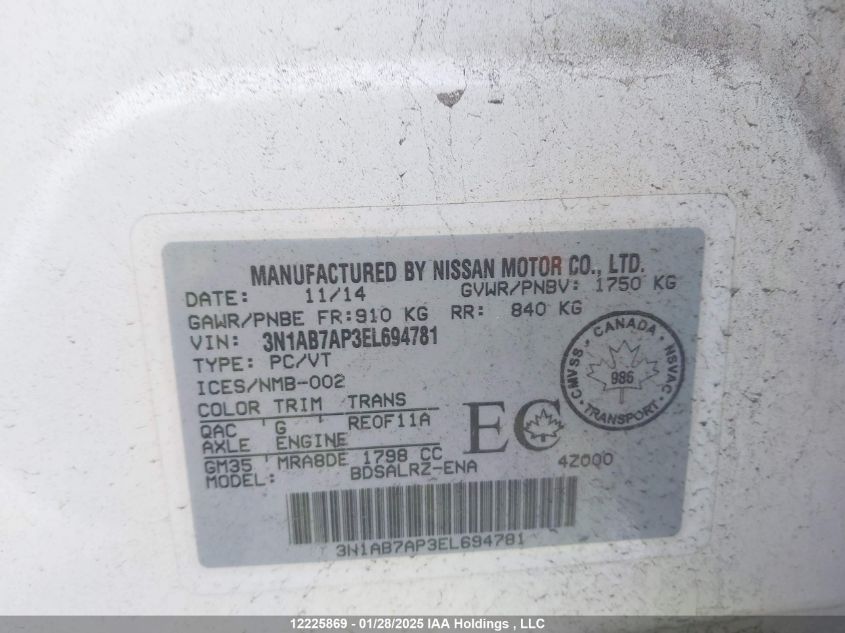 MANUFACTURED BY NISSAN MOTOR CO., LTD.
DATE: 11/14 GVWR/PNBV: 1750 KG
GAWR/PNBE FR:910 KG RR: 840 KG
VIN: 3N1AB7AP3EL694781
TYPE: PC/VT
ICES/NMB-002
COLOR TRIM TRANS
QAC G RE0F11A
AXLE ENGINE
GM35 MRA8DE 1798 CC
MODEL: BDSALRZ-ENA 4Z000
EC
CANADA
CMVSS 986 NSVAC
TRANSPORT
3N1AB7AP3EL694781
12225869 - 01/28/2025 IAA Holdings , LLC